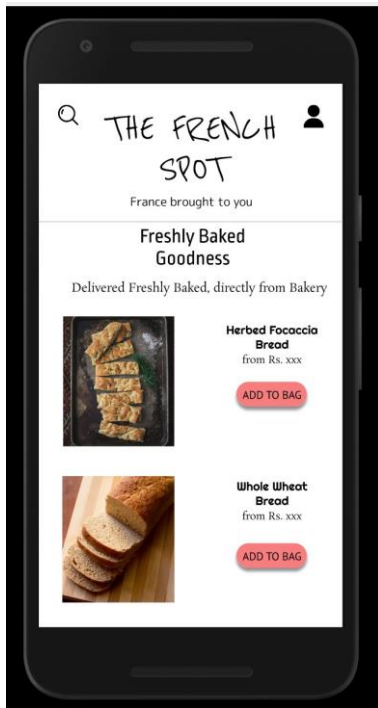 THE FRENCH
SPOT
France brought to you
Freshly Baked
Goodness
Delivered Freshly Baked, directly from Bakery
Herbed Focaccia
Bread
from Rs. xxx
ADD TO BAG
Whole Wheat
Bread
from Rs. xxx
ADD TO BAG